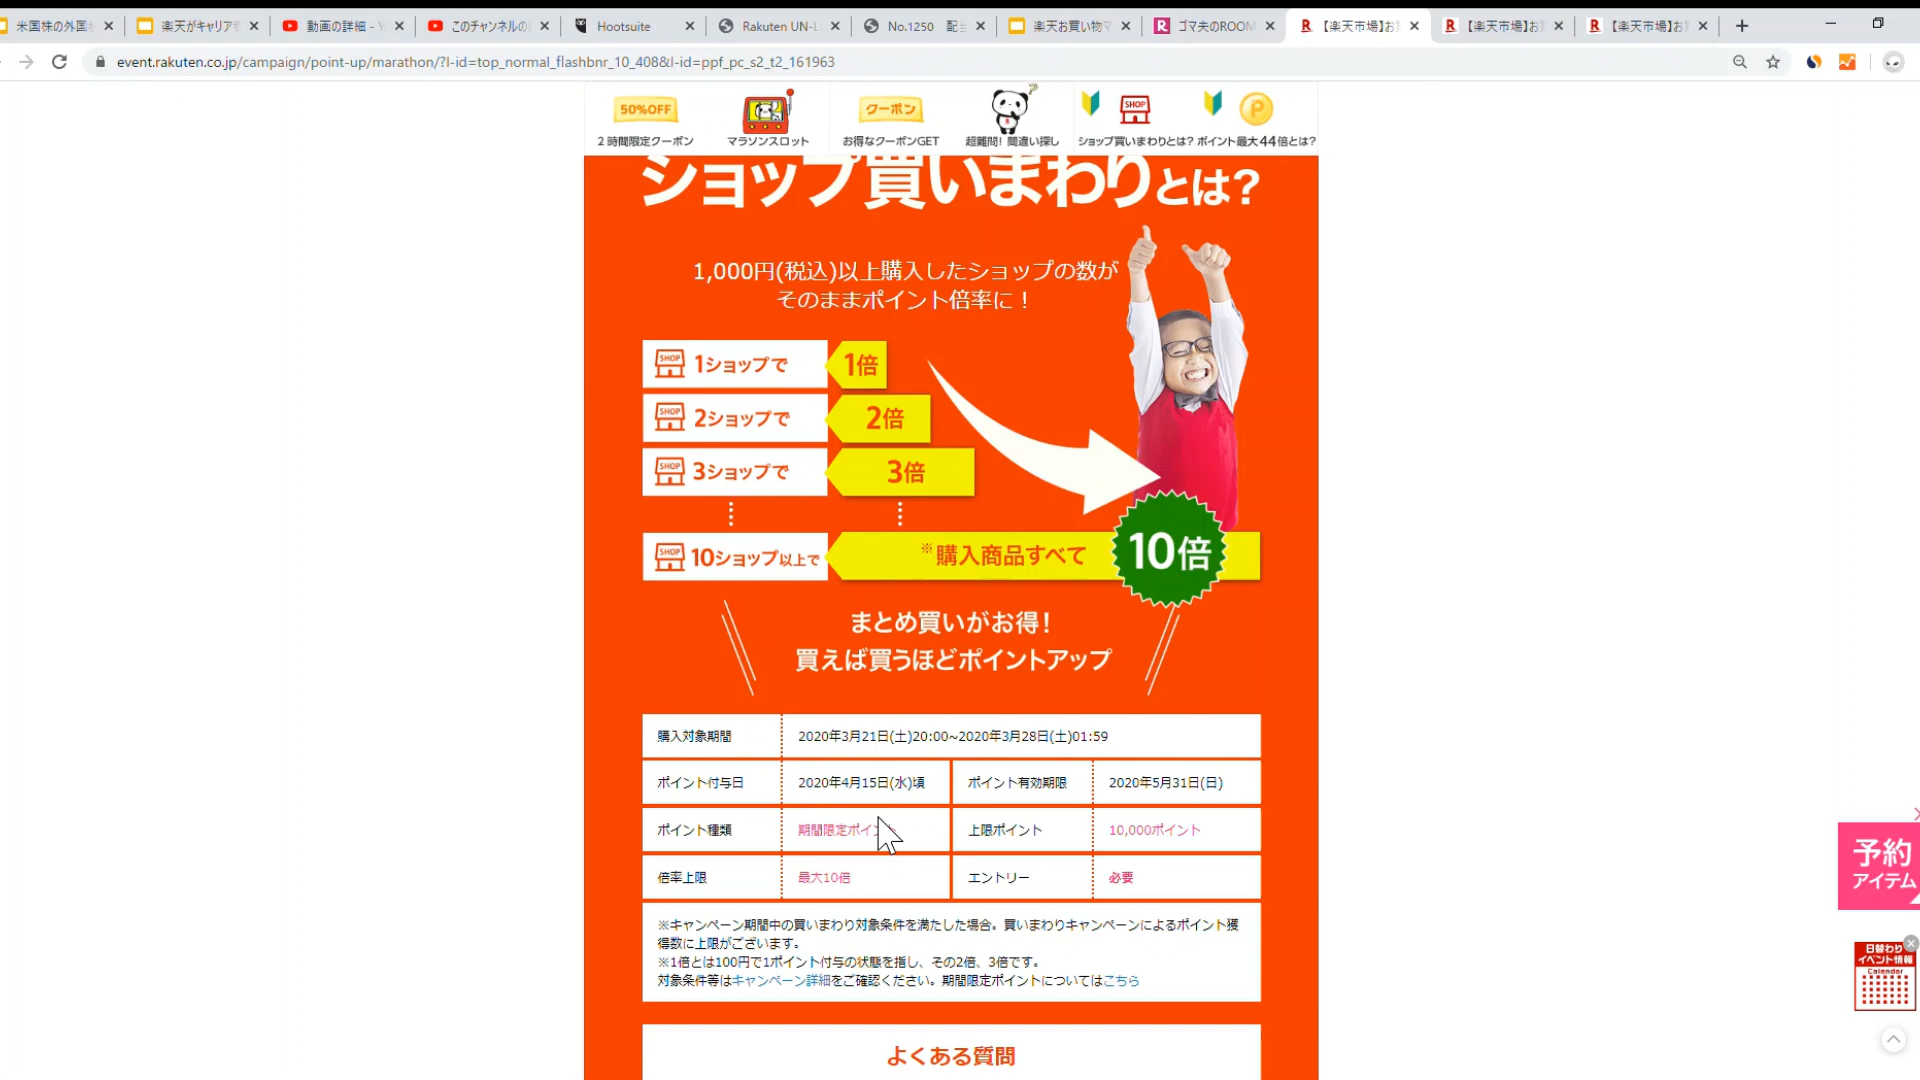 米国株の外国
楽天がキャリア
動画の詳細 - Y
このチャンネルの
Hootsuite
Rakuten UN-L
No.1250 配当
楽天お買い物マ
ゴマ夫のROOM
【楽天市場】お
【楽天市場】お
【楽天市場】お
event.rakuten.co.jp/campaign/point-up/marathon/?l-id=top_normal_flashbnr_10_408&l-id=ppf_pc_s2_t2_161963
50%OFF
2時間限定クーポン
マラソンスロット
クーポン
お得なクーポンGET
?
超難問!間違い探し
SHOP
ショップ買いまわりとは?
P
ポイント最大44倍とは?
ショップ買いまわりとは?
1,000円(税込)以上購入したショップの数が
そのままポイント倍率に!
SHOP 1ショップで 1倍
SHOP 2ショップで 2倍
SHOP 3ショップで 3倍
SHOP 10ショップ以上で ※購入商品すべて 10倍
まとめ買いがお得!
買えば買うほどポイントアップ
購入対象期間 2020年3月21日(土)20:00~2020年3月28日(土)01:59
ポイント付与日 2020年4月15日(水)頃 ポイント有効期限 2020年5月31日(日)
ポイント種類 期間限定ポイント 上限ポイント 10,000ポイント
倍率上限 最大10倍 エントリー 必要
※キャンペーン期間中の買いまわり対象条件を満たした場合。買いまわりキャンペーンによるポイント獲
得数に上限がございます。
※1倍とは100円で1ポイント付与の状態を指し、その2倍、3倍です。
対象条件等はキャンペーン詳細をご確認ください。期間限定ポイントについてはこちら
よくある質問
予約
アイテム
日替わり
イベント情報
Calendar